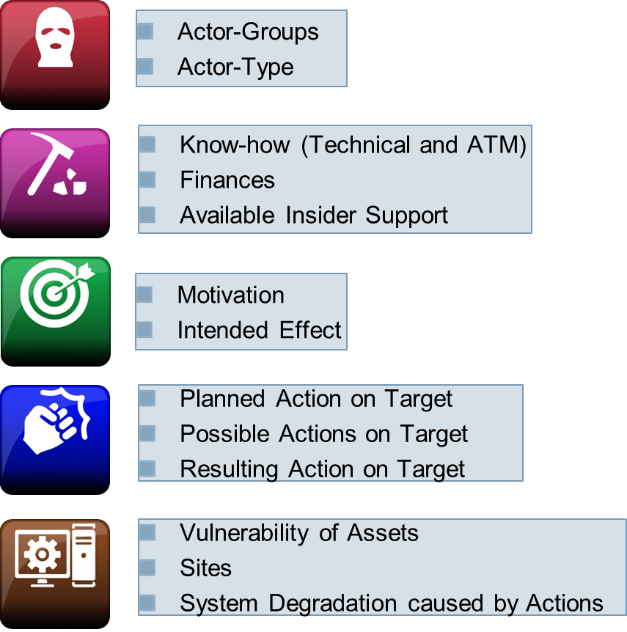 Actor-Groups
Actor-Type
Know-how (Technical and ATM)
Finances
Available Insider Support
Motivation
Intended Effect
Planned Action on Target
Possible Actions on Target
Resulting Action on Target
Vulnerability of Assets
Sites
System Degradation caused by Actions